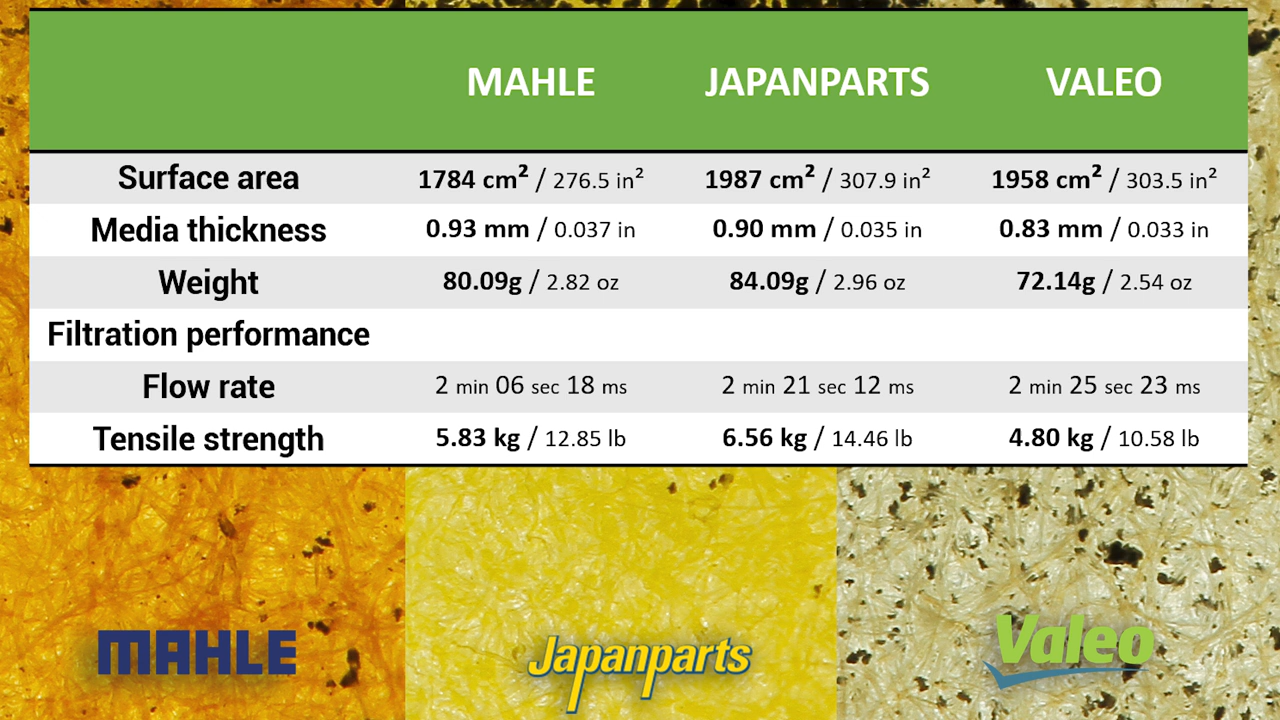 MAHLE JAPANPARTS VALEO
Surface area 1784 cm² / 276.5 in² 1987 cm² / 307.9 in² 1958 cm² / 303.5 in²
Media thickness 0.93 mm / 0.037 in 0.90 mm / 0.035 in 0.83 mm / 0.033 in
Weight 80.09g / 2.82 oz 84.09g / 2.96 oz 72.14g / 2.54 oz
Filtration performance
Flow rate 2 min 06 sec 18 ms 2 min 21 sec 12 ms 2 min 25 sec 23 ms
Tensile strength 5.83 kg / 12.85 lb 6.56 kg / 14.46 lb 4.80 kg / 10.58 lb
MAHLE Japanparts Valeo